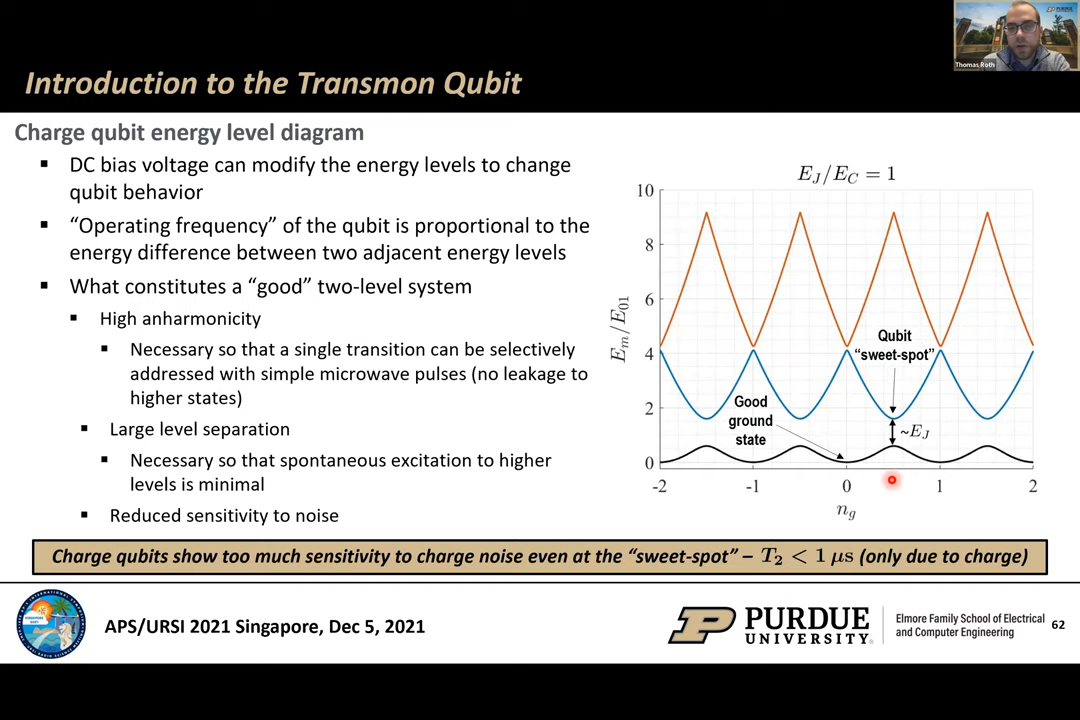 PURDUE
Thomas Roth
Introduction to the Transmon Qubit
Charge qubit energy level diagram
▪ DC bias voltage can modify the energy levels to change
qubit behavior
▪ “Operating frequency” of the qubit is proportional to the
energy difference between two adjacent energy levels
▪ What constitutes a “good” two-level system
▪ High anharmonicity
▪ Necessary so that a single transition can be selectively
addressed with simple microwave pulses (no leakage to
higher states)
▪ Large level separation
▪ Necessary so that spontaneous excitation to higher
levels is minimal
▪ Reduced sensitivity to noise
E_J/E_C = 1
10
8
6
4
2
0
E_m/E_01
Qubit
“sweet-spot”
Good
ground
state
~E_J
-2 -1 0 1 2
n_g
Charge qubits show too much sensitivity to charge noise even at the “sweet-spot” – T₂ < 1 μs (only due to charge)
APS/URSI 2021 Singapore, Dec 5, 2021
PURDUE
UNIVERSITY®
Elmore Family School of Electrical
and Computer Engineering
62